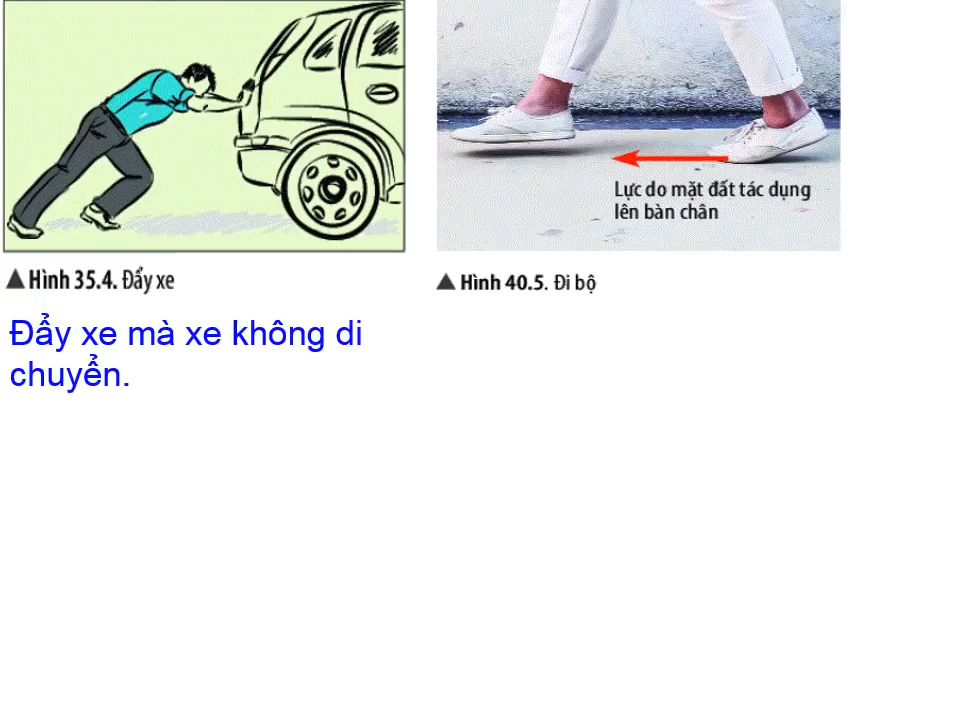 Lực do mặt đất tác dụng
lên bàn chân
▲ Hình 35.4. Đẩy xe
▲ Hình 40.5. Đi bộ
Đẩy xe mà xe không di
chuyển.